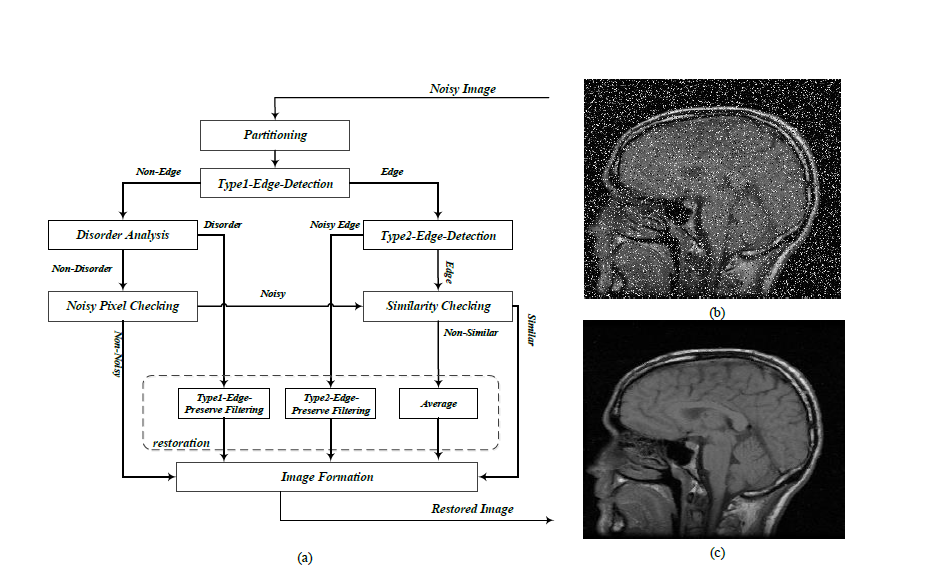 Noisy Image
Partitioning
Non-Edge
Edge
Type1-Edge-Detection
Disorder
Noisy Edge
Disorder Analysis
Type2-Edge-Detection
Non-Disorder
Edge
Noisy
Noisy Pixel Checking
Similarity Checking
Non-Similar
Similar
Non-Noisy
Type1-Edge-
Preserve Filtering
Type2-Edge-
Preserve Filtering
Average
restoration
Image Formation
Restored Image
(a)
(b)
(c)